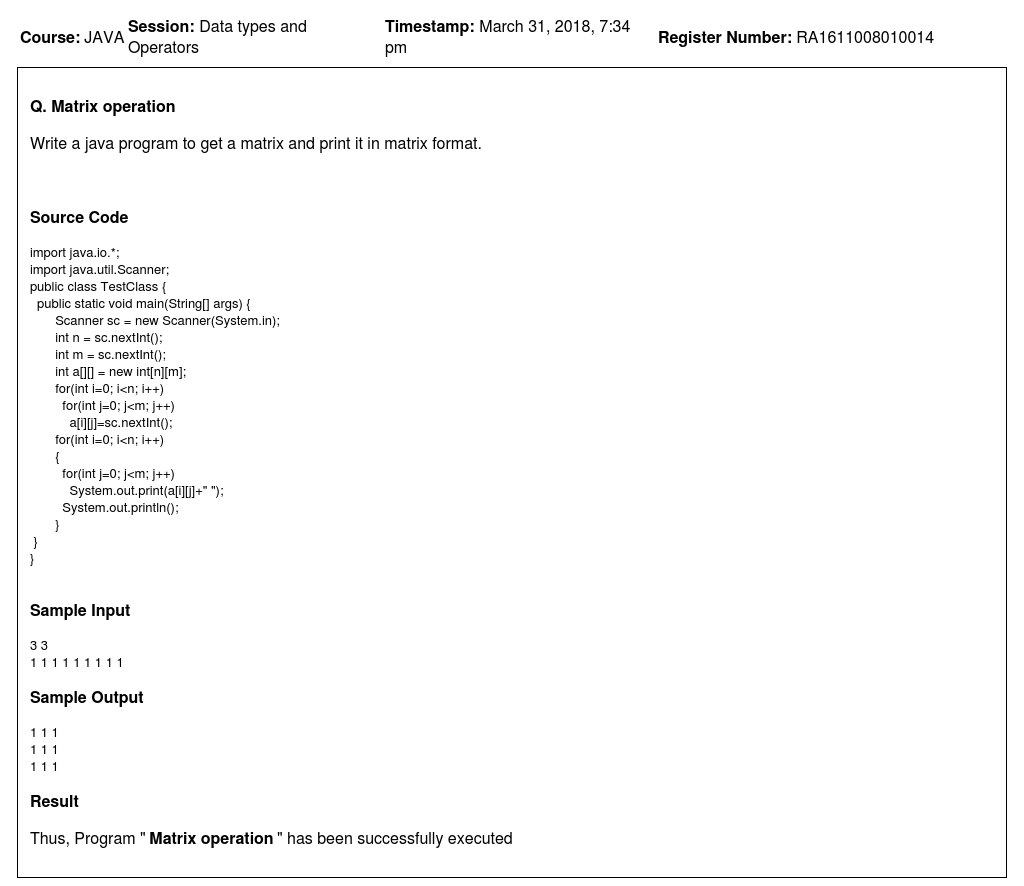 Course: JAVA Session: Data types and Operators Timestamp: March 31, 2018, 7:34 pm Register Number: RA1611008010014
Q. Matrix operation
Write a java program to get a matrix and print it in matrix format.
Source Code
import java.io.*;
import java.util.Scanner;
public class TestClass {
  public static void main(String[] args) {
       Scanner sc = new Scanner(System.in);
       int n = sc.nextInt();
       int m = sc.nextInt();
       int a[][] = new int[n][m];
       for(int i=0; i<n; i++)
         for(int j=0; j<m; j++)
           a[i][j]=sc.nextInt();
       for(int i=0; i<n; i++)
       {
         for(int j=0; j<m; j++)
           System.out.print(a[i][j]+" ");
         System.out.println();
       }
 }
}
Sample Input
3 3
1 1 1 1 1 1 1 1 1
Sample Output
1 1 1
1 1 1
1 1 1
Result
Thus, Program " Matrix operation " has been successfully executed